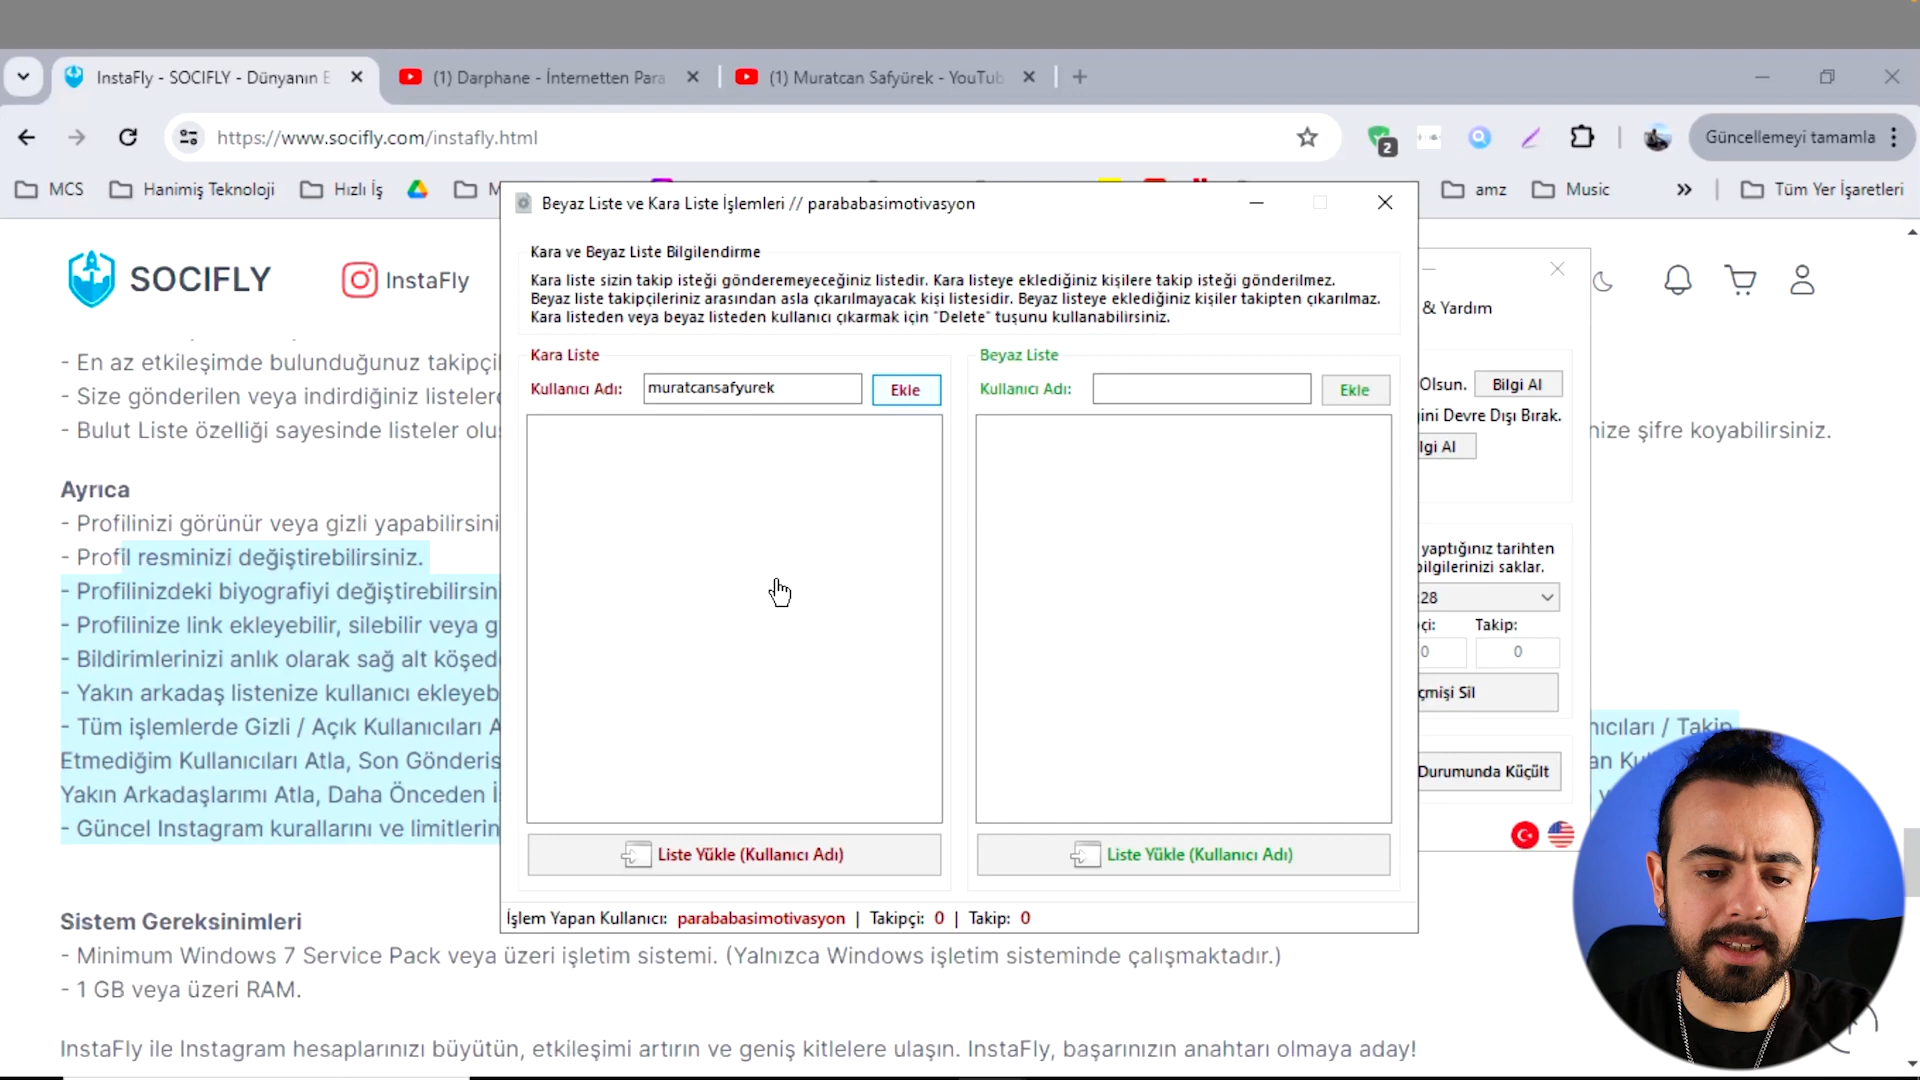 InstaFly - SOCIFLY - Dünyanın E
(1) Darphane - İnternetten Para
(1) Muratcan Safyürek - YouTub
https://www.socifly.com/instafly.html
2
Güncellemeyi tamamla
MCS
Hanimiş Teknoloji
Hızlı İş
M
amz
Music
Tüm Yer İşaretleri
SOCIFLY
InstaFly
- En az etkileşimde bulunduğunuz takipçil
- Size gönderilen veya indirdiğiniz listelerd
- Bulut Liste özelliği sayesinde listeler olu
nize şifre koyabilirsiniz.
Ayrıca
- Profilinizi görünür veya gizli yapabilirsini
- Profil resminizi değiştirebilirsiniz.
- Profilinizdeki biyografiyi değiştirebilirsin
- Profilinize link ekleyebilir, silebilir veya g
- Bildirimlerinizi anlık olarak sağ alt köşed
- Yakın arkadaş listenize kullanıcı ekleyeb
- Tüm işlemlerde Gizli / Açık Kullanıcıları A
nıcıları / Takip
Etmediğim Kullanıcıları Atla, Son Gönderis
an Ku
Yakın Arkadaşlarımı Atla, Daha Önceden İ
- Güncel Instagram kurallarını ve limitlerin
Sistem Gereksinimleri
- Minimum Windows 7 Service Pack veya üzeri işletim sistemi. (Yalnızca Windows işletim sisteminde çalışmaktadır.)
- 1 GB veya üzeri RAM.
InstaFly ile Instagram hesaplarınızı büyütün, etkileşimi artırın ve geniş kitlelere ulaşın. InstaFly, başarınızın anahtarı olmaya aday!
Beyaz Liste ve Kara Liste İşlemleri // parababasimotivasyon
Kara ve Beyaz Liste Bilgilendirme
Kara liste sizin takip isteği gönderemeyeceğiniz listedir. Kara listeye eklediğiniz kişilere takip isteği gönderilmez.
Beyaz liste takipçileriniz arasından asla çıkarılmayacak kişi listesidir. Beyaz listeye eklediğiniz kişiler takipten çıkarılmaz.
Kara listeden veya beyaz listeden kullanıcı çıkarmak için "Delete" tuşunu kullanabilirsiniz.
Kara Liste
Kullanıcı Adı: muratcansafyurek Ekle
Liste Yükle (Kullanıcı Adı)
Beyaz Liste
Kullanıcı Adı: Ekle
Liste Yükle (Kullanıcı Adı)
İşlem Yapan Kullanıcı: parababasimotivasyon | Takipçi: 0 | Takip: 0
& Yardım
Olsun. Bilgi Al
ini Devre Dışı Bırak.
lgi Al
yaptığınız tarihten
bilgilerinizi saklar.
28
çi: Takip:
0 0
çmişi Sil
Durumunda Küçült